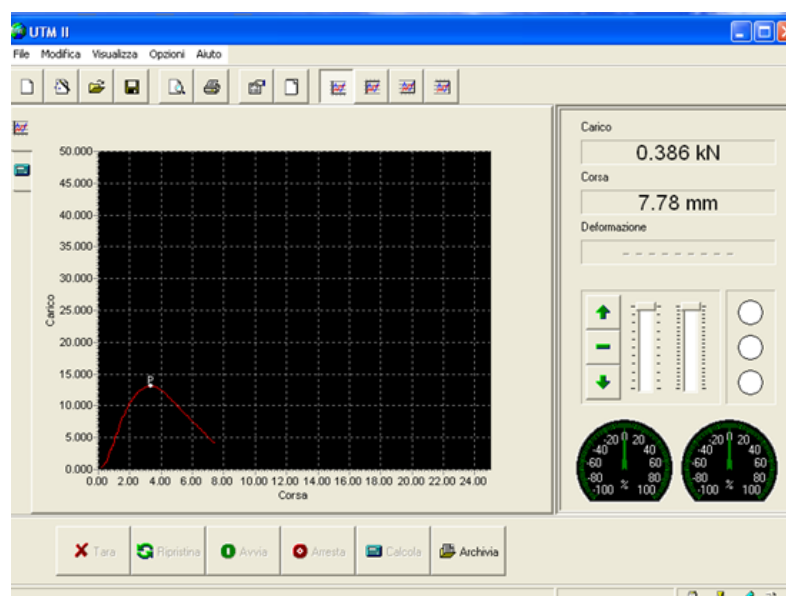 UTM II
File Modifica Visualizza Opzioni Aiuto
Carico
0.386 kN
Corsa
7.78 mm
Deformazione
- - - - - - - - -
50.000
45.000
40.000
35.000
30.000
25.000
20.000
15.000
10.000
5.000
0.000
Carico
P
0.00 2.00 4.00 6.00 8.00 10.00 12.00 14.00 16.00 18.00 20.00 22.00 24.00
Corsa
-20 0 20
-40 40
-60 60
-80 80
-100 % 100
-20 0 20
-40 40
-60 60
-80 80
-100 % 100
Tara Ripristina Avvia Arresta Calcola Archivia